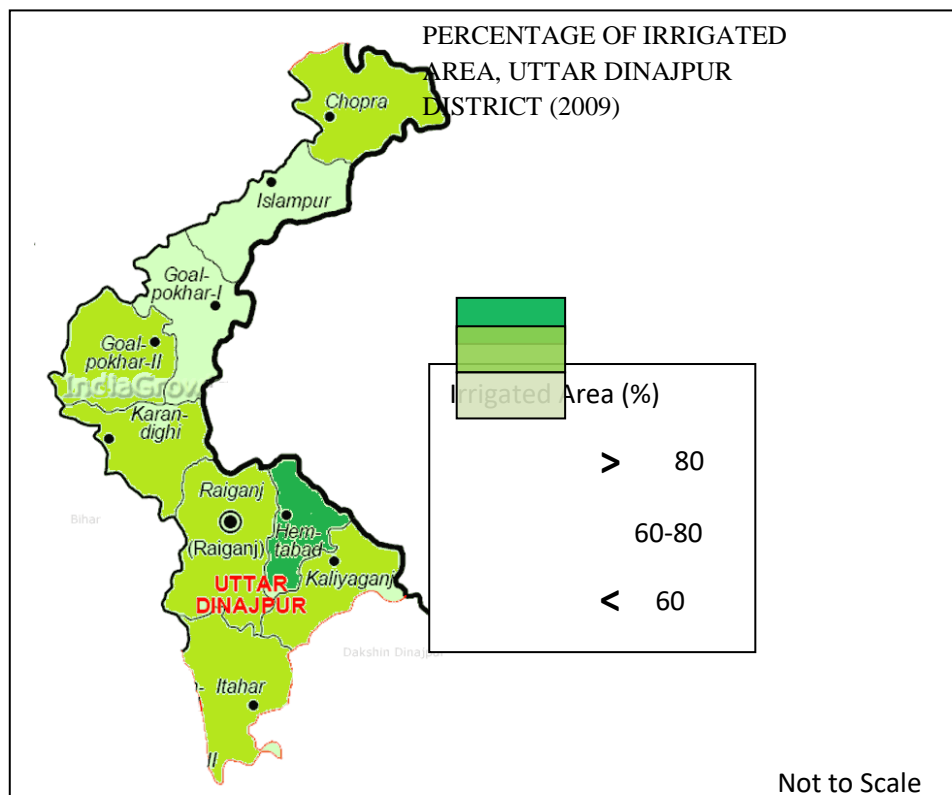 PERCENTAGE OF IRRIGATED
AREA, UTTAR DINAJPUR
DISTRICT (2009)
Chopra
Islampur
Goal-
pokhar-I
Goal-
pokhar-II
IndiaGrow
Karan-
dighi
Irrigated Area (%)
> 80
60-80
< 60
Raiganj
(Raiganj)
Hem-
tabad
Bihar
Kaliyaganj
UTTAR
DINAJPUR
Dakshin Dinajpur
Itahar
II
Not to Scale